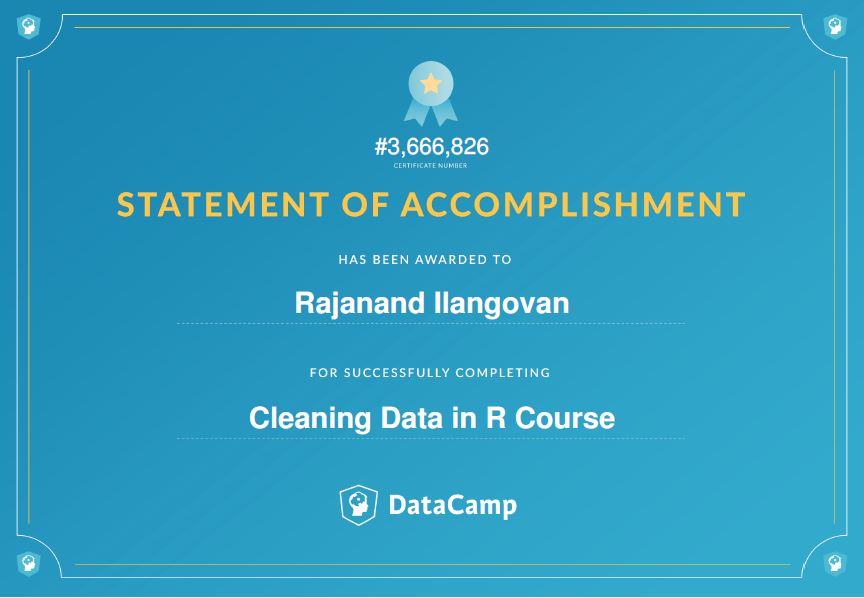 #3,666,826
CERTIFICATE NUMBER
STATEMENT OF ACCOMPLISHMENT
HAS BEEN AWARDED TO
Rajanand Ilangovan
FOR SUCCESSFULLY COMPLETING
Cleaning Data in R Course
DataCamp